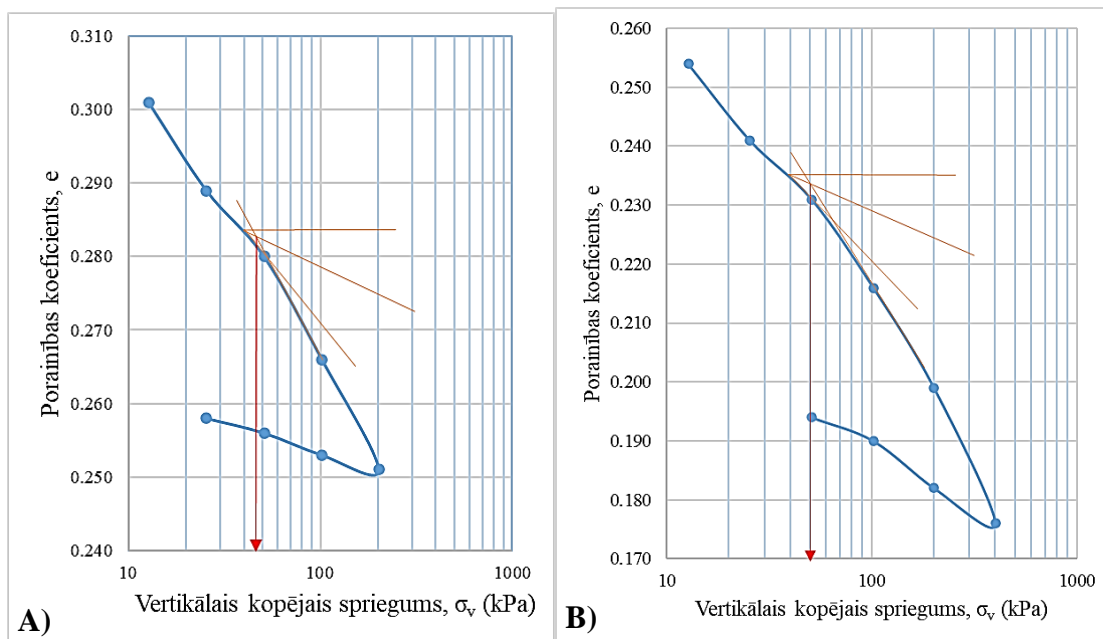 0.310
0.300
0.290
0.280
0.270
0.260
0.250
0.240
Porainības koeficients, e
10 100 1000
Vertikālais kopējais spriegums, σv (kPa)
A)
0.260
0.250
0.240
0.230
0.220
0.210
0.200
0.190
0.180
0.170
Porainības koeficients, e
10 100 1000
Vertikālais kopējais spriegums, σv (kPa)
B)